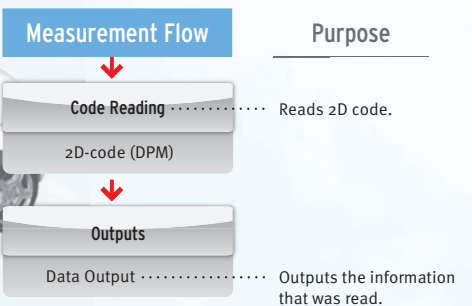 Measurement Flow Purpose
Code Reading ············ Reads 2D code.
2D-code (DPM)
Outputs
Data Output ················ Outputs the information
that was read.